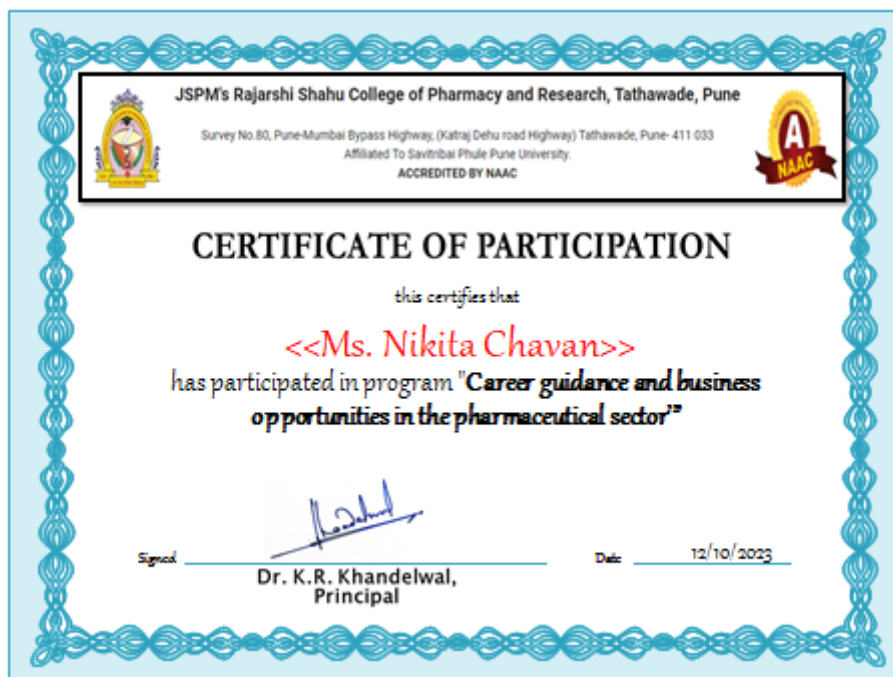 JSPM's Rajarshi Shahu College of Pharmacy and Research, Tathawade, Pune
Survey No.80, Pune-Mumbai Bypass Highway, (Katraj Dehu road Highway) Tathawade, Pune- 411 033
Affiliated To Savitribai Phule Pune University.
ACCREDITED BY NAAC
A
NAAC
CERTIFICATE OF PARTICIPATION
this certifies that
<<Ms. Nikita Chavan>>
has participated in program "Career guidance and business
opportunities in the pharmaceutical sector’”
Khandelwal
Signed
Date 12/10/2023
Dr. K.R. Khandelwal,
Principal